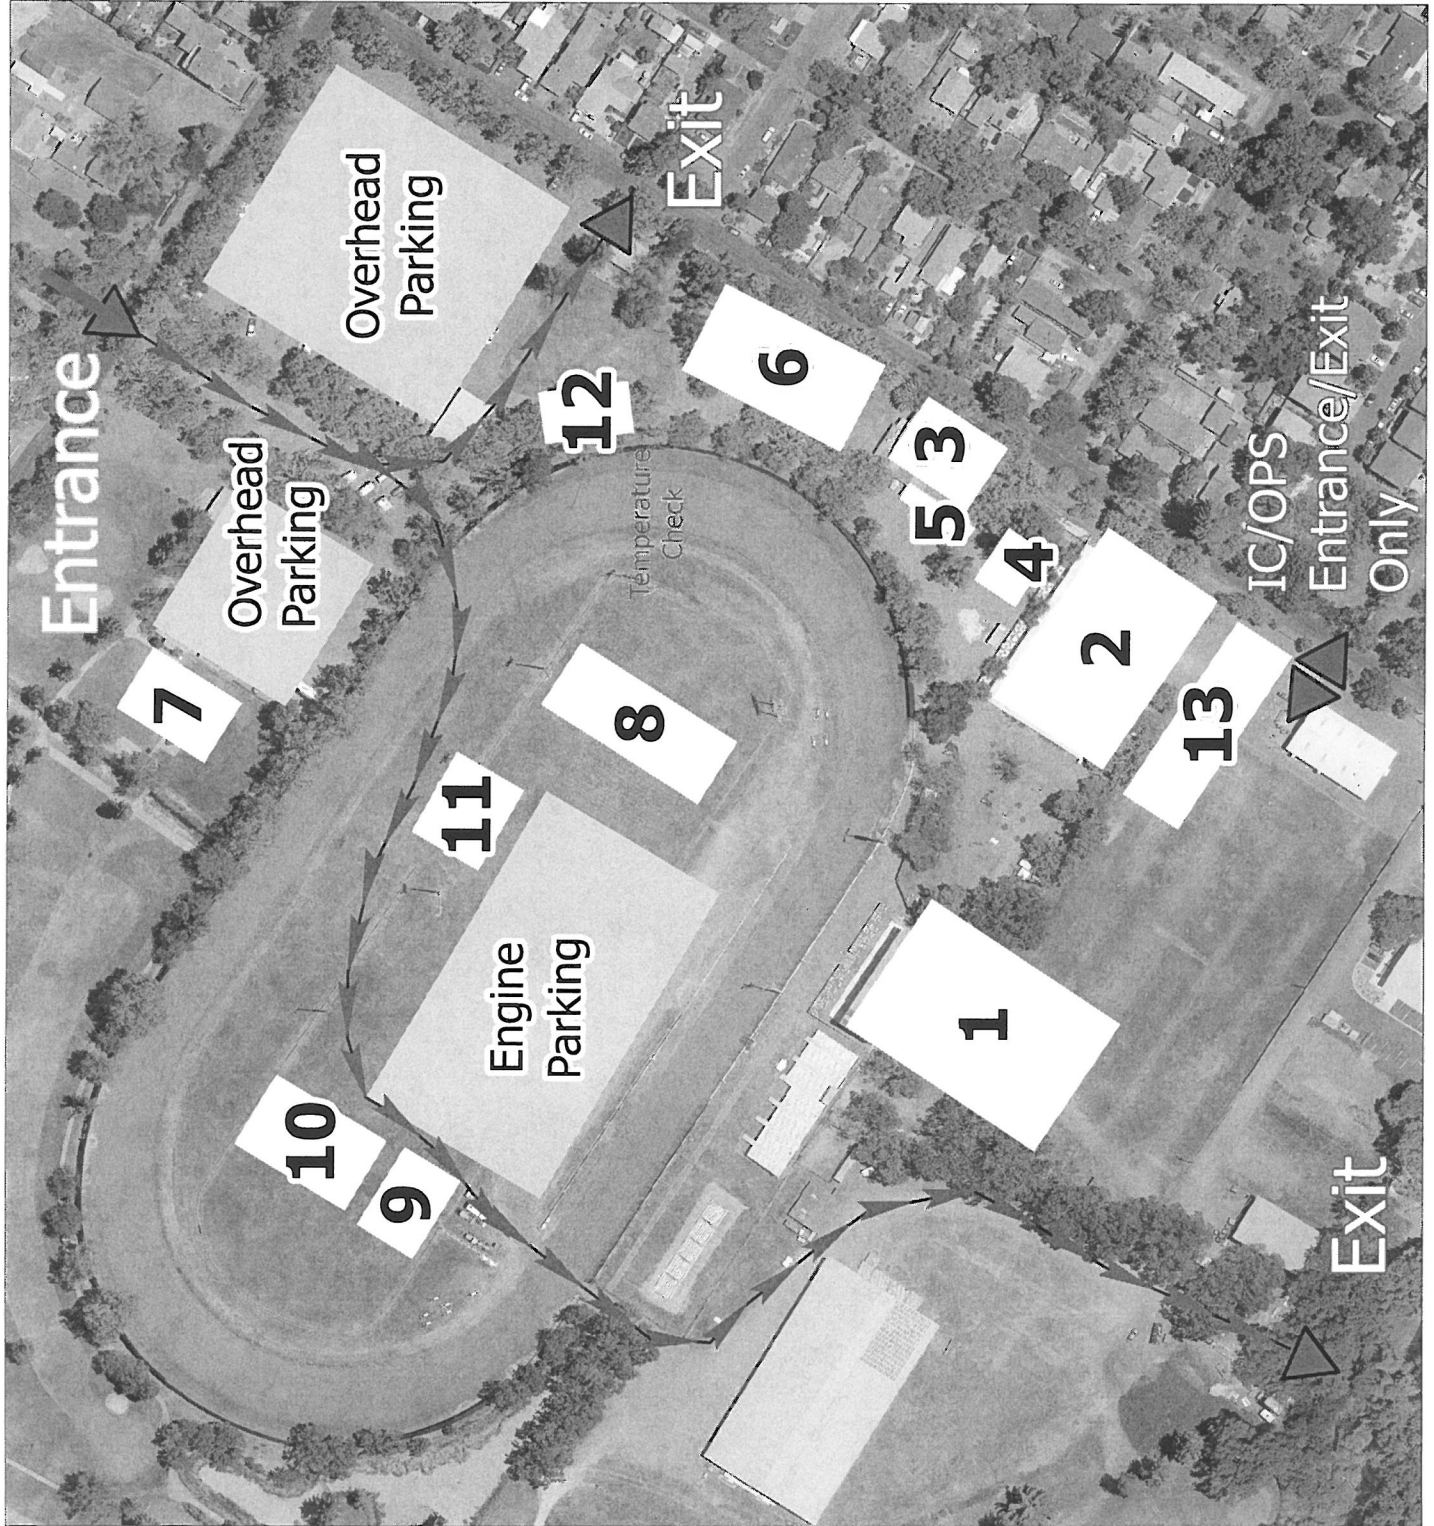 Entrance
Overhead
Parking
Exit
Overhead
Parking
7
12
6
Temperature
Check
3
5
4
8
2
11
13
IC/OPS
Entrance/Exit
Only
Engine
Parking
1
10
9
Exit